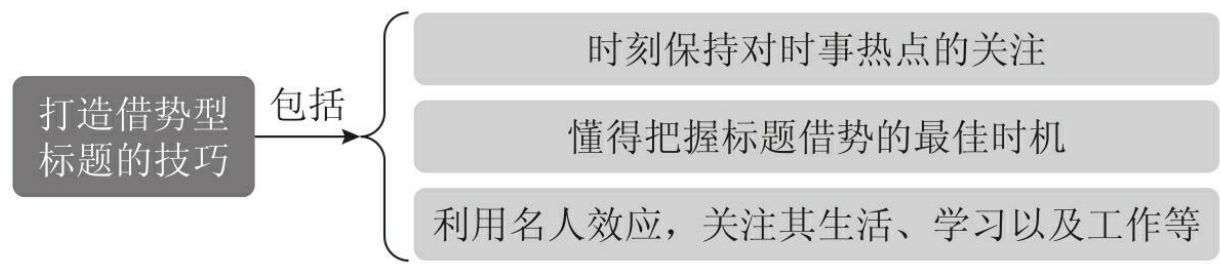 打造借势型
标题的技巧
包括
时刻保持对时事热点的关注
懂得把握标题借势的最佳时机
利用名人效应，关注其生活、学习以及工作等